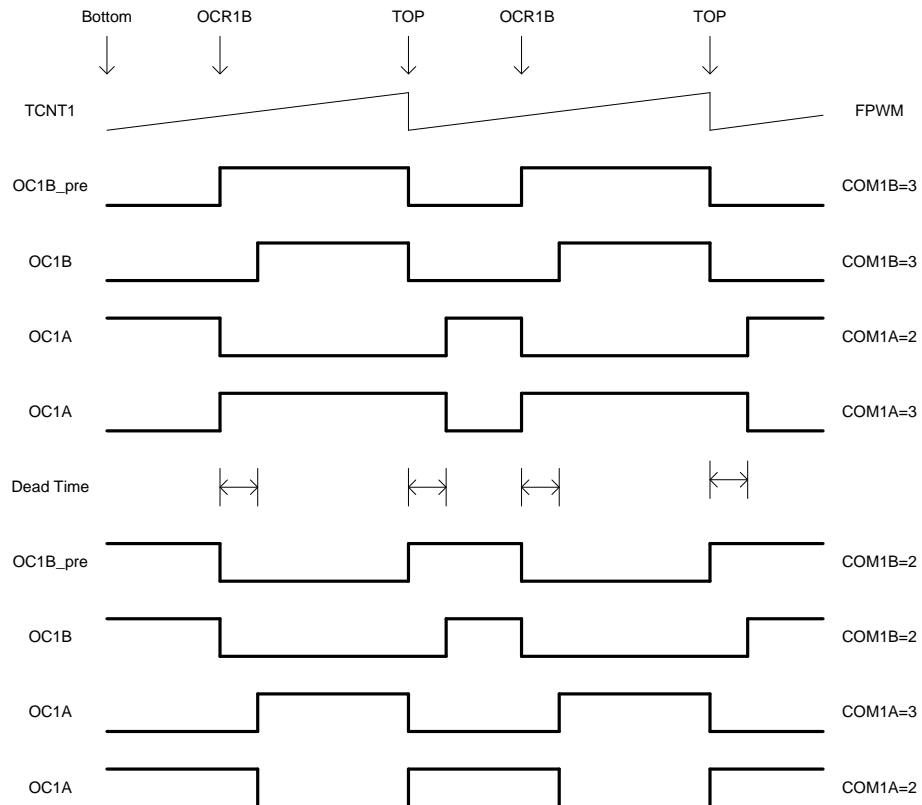 Bottom OCR1B TOP OCR1B TOP
TCNT1 FPWM
OC1B_pre COM1B=3
OC1B COM1B=3
OC1A COM1A=2
OC1A COM1A=3
Dead Time
OC1B_pre COM1B=2
OC1B COM1B=2
OC1A COM1A=3
OC1A COM1A=2